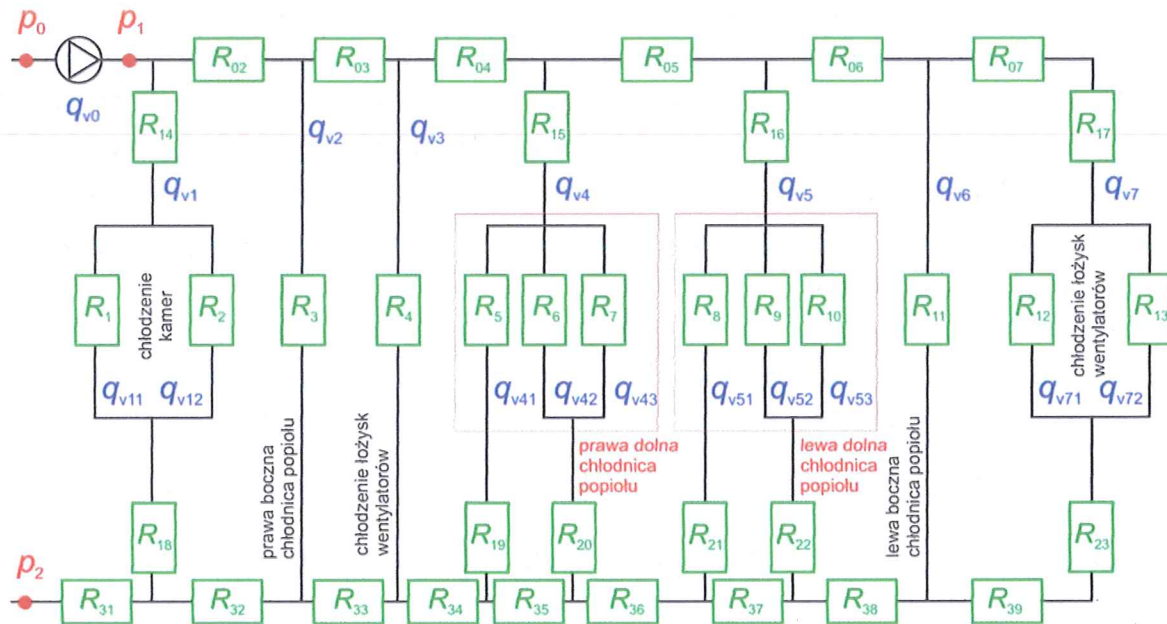 p0 p1
R02 R03 R04 R05 R06 R07
qv0
R14 qv2 qv3 R15 R16 R17
qv1 qv4 qv5 qv6 qv7
R1 R2 R3 R4 R5 R6 R7 R8 R9 R10 R11 R12 R13
chłodzenie
kamer
chłodzenie łożysk
wentylatorów
qv11 qv12 qv41 qv42 qv43 qv51 qv52 qv53 qv71 qv72
prawa boczna
chłodnica popiołu
chłodzenie łożysk
wentylatorów
prawa dolna
chłodnica
popiołu
lewa dolna
chłodnica
popiołu
lewa boczna
chłodnica popiołu
R18 R19 R20 R21 R22 R23
p2
R31 R32 R33 R34 R35 R36 R37 R38 R39